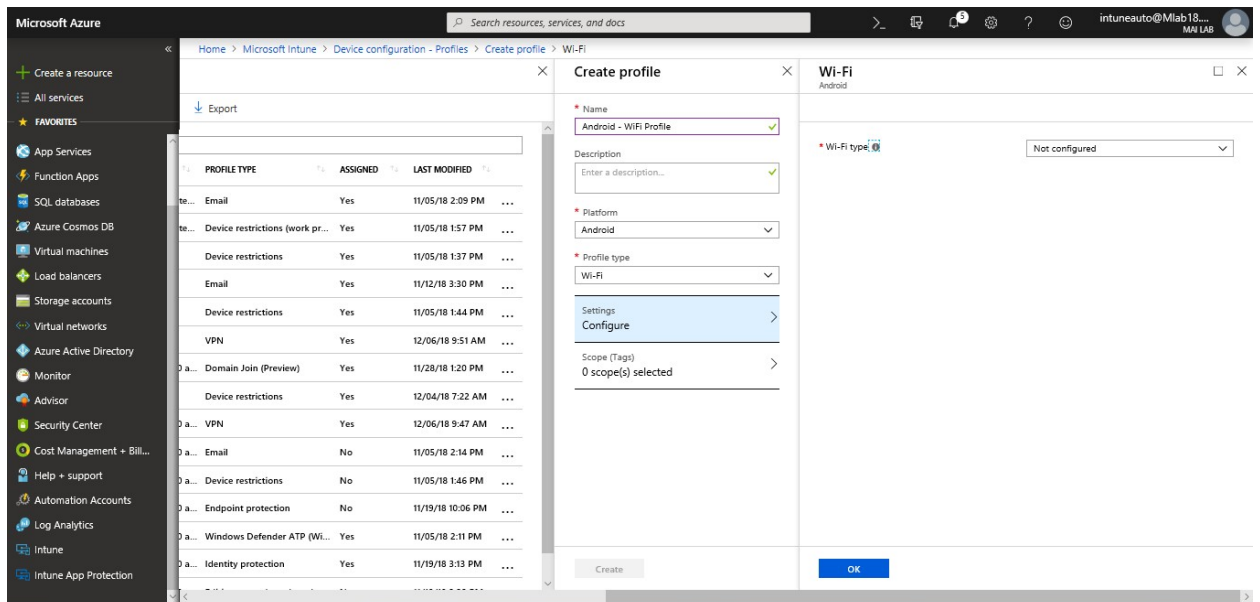 Microsoft Azure
Search resources, services, and docs
5
intuneauto@Mlab18....
MAI LAB
Home > Microsoft Intune > Device configuration - Profiles > Create profile > Wi-Fi
Create a resource
All services
FAVORITES
App Services
Function Apps
SQL databases
Azure Cosmos DB
Virtual machines
Load balancers
Storage accounts
Virtual networks
Azure Active Directory
Monitor
Advisor
Security Center
Cost Management + Bill...
Help + support
Automation Accounts
Log Analytics
Intune
Intune App Protection
Export
PROFILE TYPE ASSIGNED LAST MODIFIED
te... Email Yes 11/05/18 2:09 PM ...
te... Device restrictions (work pr... Yes 11/05/18 1:57 PM ...
Device restrictions Yes 11/05/18 1:37 PM ...
Email Yes 11/12/18 3:30 PM ...
Device restrictions Yes 11/05/18 1:44 PM ...
VPN Yes 12/06/18 9:51 AM ...
a... Domain Join (Preview) Yes 11/28/18 1:20 PM ...
Device restrictions Yes 12/04/18 7:22 AM ...
a... VPN Yes 12/06/18 9:47 AM ...
a... Email No 11/05/18 2:14 PM ...
a... Device restrictions No 11/05/18 1:46 PM ...
a... Endpoint protection No 11/19/18 10:06 PM ...
a... Windows Defender ATP (Wi... Yes 11/05/18 2:11 PM ...
a... Identity protection Yes 11/19/18 3:13 PM ...
Create profile
* Name
Android - WiFi Profile
Description
Enter a description...
* Platform
Android
* Profile type
Wi-Fi
Settings
Configure
Scope (Tags)
0 scope(s) selected
Create
Wi-Fi
Android
* Wi-Fi type
Not configured
OK